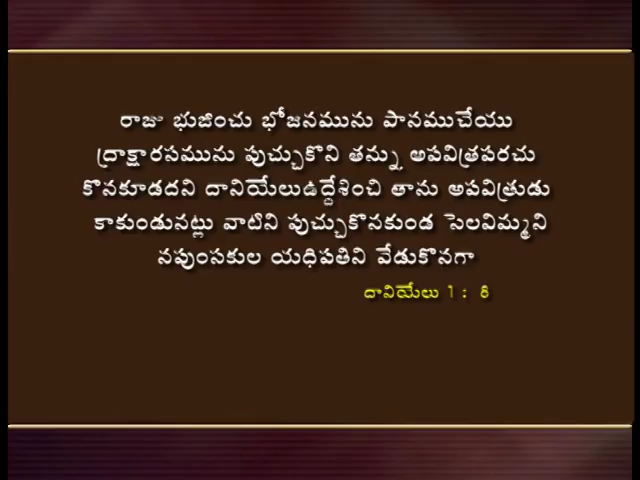 రాజు భుజించు భోజనమును పానముచేయు
ద్రాక్షారసమును పుచ్చుకొని తన్ను అపవిత్రపరచు
కొనకూడదని దానియేలుఉద్దేశించి తాను అపవిత్రుడు
కాకుండునట్లు వాటిని పుచ్చుకొనకుండ సెలవిమ్మని
నపుంసకుల యధిపతిని వేడుకొనగా
దానియేలు 1 : 8